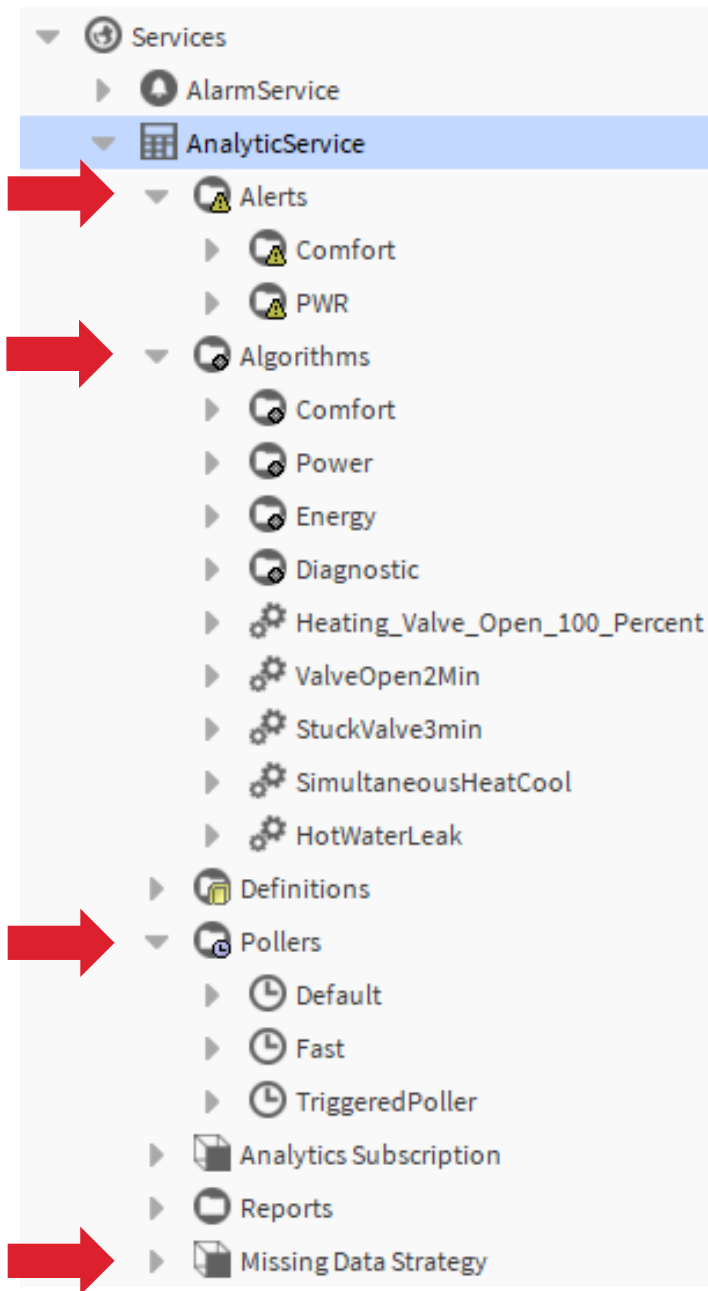 Services
AlarmService
AnalyticService
Alerts
Comfort
PWR
Algorithms
Comfort
Power
Energy
Diagnostic
Heating_Valve_Open_100_Percent
ValveOpen2Min
StuckValve3min
SimultaneousHeatCool
HotWaterLeak
Definitions
Pollers
Default
Fast
TriggeredPoller
Analytics Subscription
Reports
Missing Data Strategy